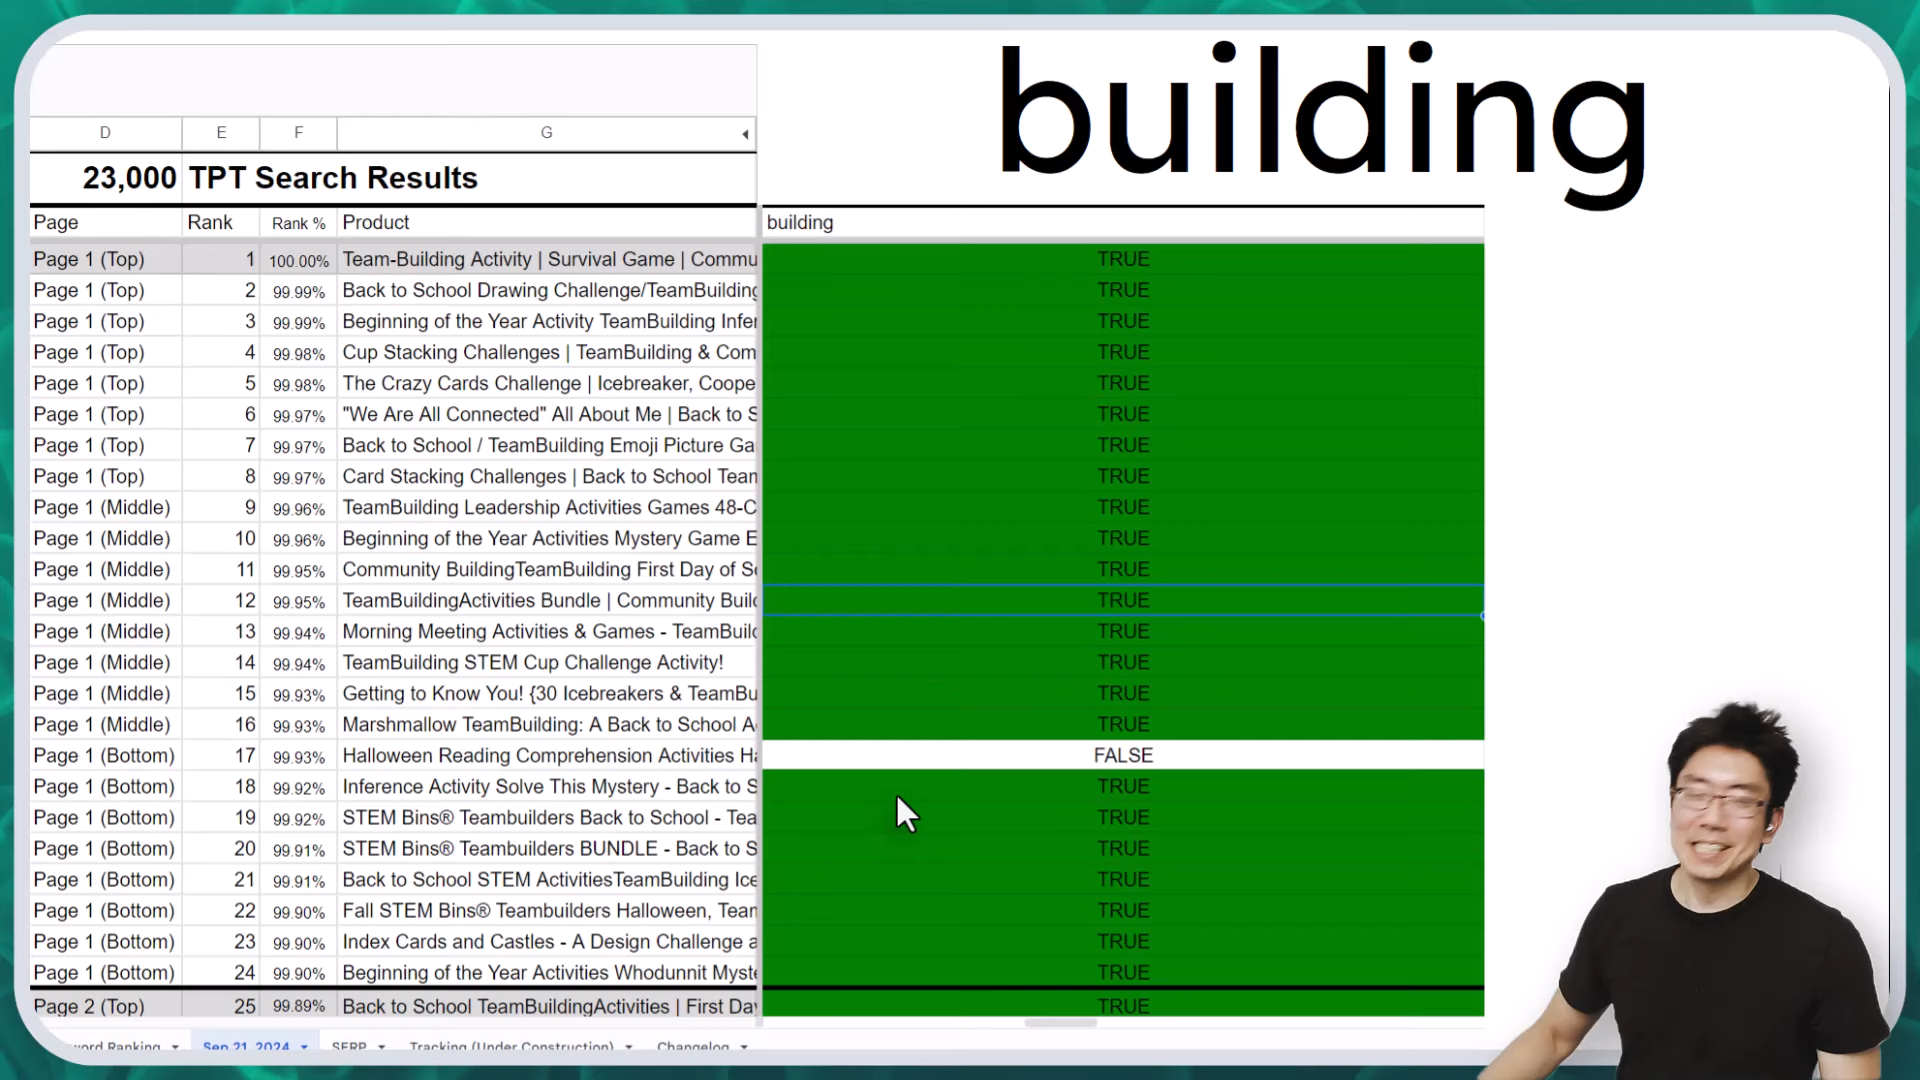 building
D E F G
23,000 TPT Search Results
Page Rank Rank % Product building
Page 1 (Top) 1 100.00% Team-Building Activity | Survival Game | Commu TRUE
Page 1 (Top) 2 99.99% Back to School Drawing Challenge/TeamBuilding TRUE
Page 1 (Top) 3 99.99% Beginning of the Year Activity TeamBuilding Infer TRUE
Page 1 (Top) 4 99.98% Cup Stacking Challenges | TeamBuilding & Com TRUE
Page 1 (Top) 5 99.98% The Crazy Cards Challenge | Icebreaker, Coope TRUE
Page 1 (Top) 6 99.97% "We Are All Connected" All About Me | Back to S TRUE
Page 1 (Top) 7 99.97% Back to School / TeamBuilding Emoji Picture Ga TRUE
Page 1 (Top) 8 99.97% Card Stacking Challenges | Back to School Team TRUE
Page 1 (Middle) 9 99.96% TeamBuilding Leadership Activities Games 48-C TRUE
Page 1 (Middle) 10 99.96% Beginning of the Year Activities Mystery Game E TRUE
Page 1 (Middle) 11 99.95% Community BuildingTeamBuilding First Day of Sc TRUE
Page 1 (Middle) 12 99.95% TeamBuildingActivities Bundle | Community Build TRUE
Page 1 (Middle) 13 99.94% Morning Meeting Activities & Games - TeamBuild TRUE
Page 1 (Middle) 14 99.94% TeamBuilding STEM Cup Challenge Activity! TRUE
Page 1 (Middle) 15 99.93% Getting to Know You! {30 Icebreakers & TeamBu TRUE
Page 1 (Middle) 16 99.93% Marshmallow TeamBuilding: A Back to School A TRUE
Page 1 (Bottom) 17 99.93% Halloween Reading Comprehension Activities Ha FALSE
Page 1 (Bottom) 18 99.92% Inference Activity Solve This Mystery - Back to S TRUE
Page 1 (Bottom) 19 99.92% STEM Bins® Teambuilders Back to School - Tea TRUE
Page 1 (Bottom) 20 99.91% STEM Bins® Teambuilders BUNDLE - Back to S TRUE
Page 1 (Bottom) 21 99.91% Back to School STEM ActivitiesTeamBuilding Ice TRUE
Page 1 (Bottom) 22 99.90% Fall STEM Bins® Teambuilders Halloween, Team TRUE
Page 1 (Bottom) 23 99.90% Index Cards and Castles - A Design Challenge a TRUE
Page 1 (Bottom) 24 99.90% Beginning of the Year Activities Whodunnit Myste TRUE
Page 2 (Top) 25 99.89% Back to School TeamBuildingActivities | First Day TRUE
word Ranking Sep 21, 2024 SERP Tracking (Under Construction) Changelog